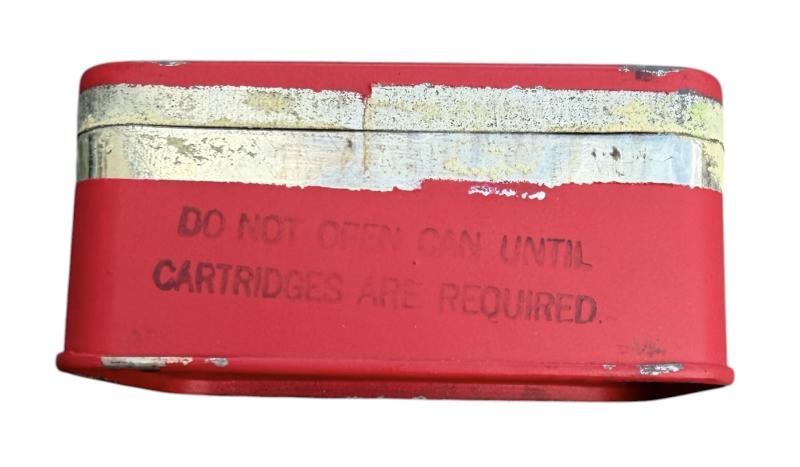 DO NOT OPEN CAN UNTIL
CARTRIDGES ARE REQUIRED.